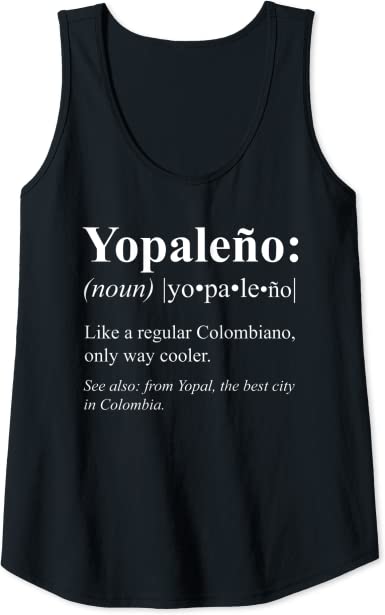 Yopaleño:
(noun) |yo•pa•le•ño|
Like a regular Colombiano,
only way cooler.
See also: from Yopal, the best city
in Colombia.